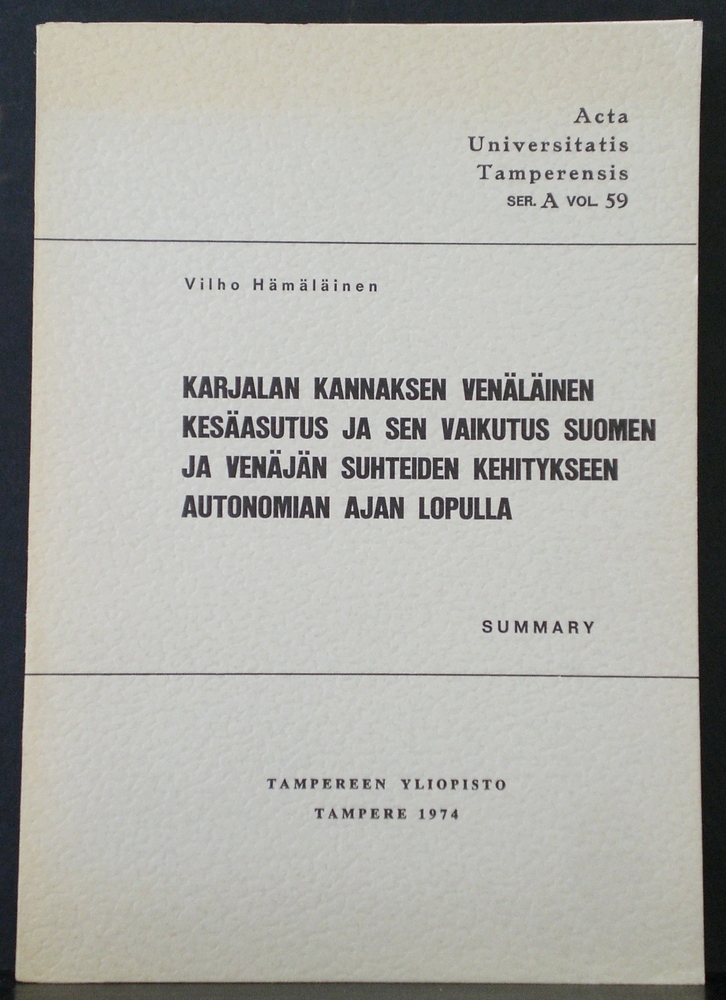 Acta
Universitatis
Tamperensis
SER. A VOL. 59
Vilho Hämäläinen
KARJALAN KANNAKSEN VENÄLÄINEN
KESÄASUTUS JA SEN VAIKUTUS SUOMEN
JA VENÄJÄN SUHTEIDEN KEHITYKSEEN
AUTONOMIAN AJAN LOPULLA
SUMMARY
TAMPEREEN YLIOPISTO
TAMPERE 1974